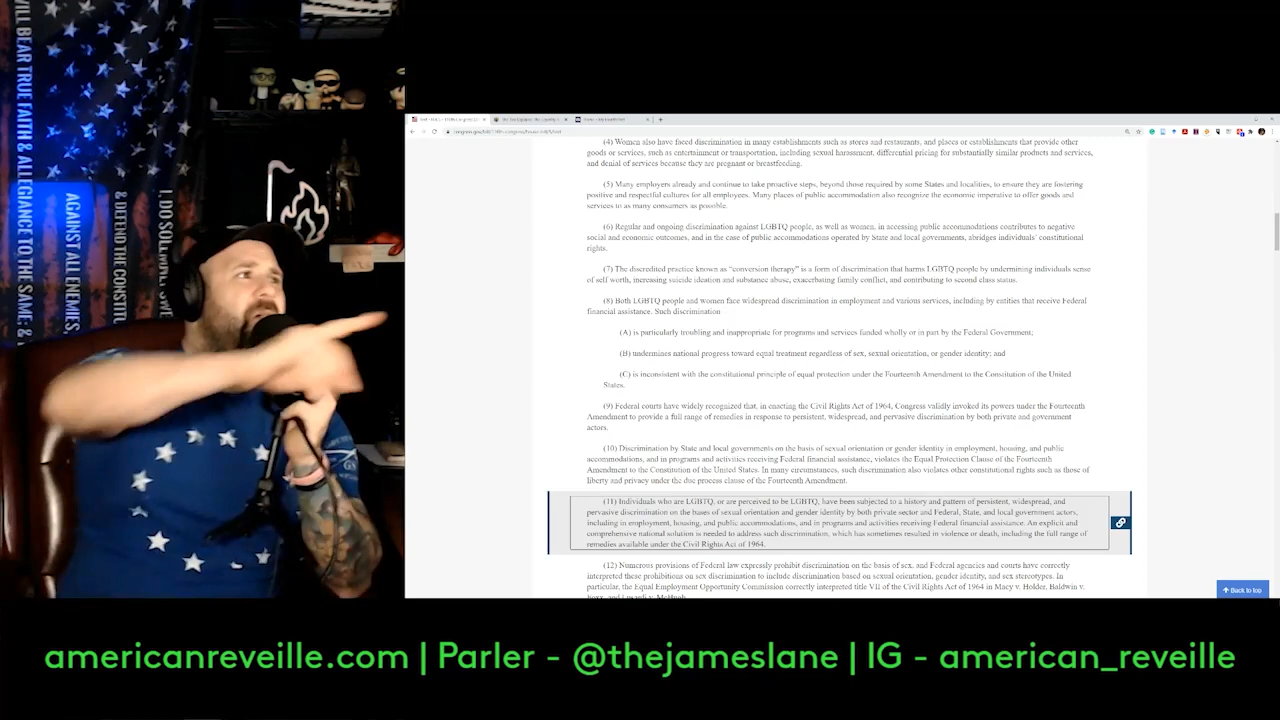 WILL BEAR TRUE FAITH & ALLEGIANCE TO THE SAME; &
AGAINST ALL ENEMIES,
& DEFEND THE CONSTITU
I DO SOLEMNLY SWE
(4) Women also have faced discrimination in many establishments such as stores and restaurants, and places or establishments that provide other
goods or services, such as entertainment or transportation, including sexual harassment, differential pricing for substantially similar products and services,
and denial of services because they are pregnant or breastfeeding.
(5) Many employers already and continue to take proactive steps, beyond those required by some States and localities, to ensure they are fostering
positive and respectful cultures for all employees. Many places of public accommodation also recognize the economic imperative to offer goods and
services to as many consumers as possible.
(6) Regular and ongoing discrimination against LGBTQ people, as well as women, in accessing public accommodations contributes to negative
social and economic outcomes, and in the case of public accommodations operated by State and local governments, abridges individuals' constitutional
rights.
(7) The discredited practice known as “conversion therapy” is a form of discrimination that harms LGBTQ people by undermining individuals sense
of self worth, increasing suicide ideation and substance abuse, exacerbating family conflict, and contributing to second class status.
(8) Both LGBTQ people and women face widespread discrimination in employment and various services, including by entities that receive Federal
financial assistance. Such discrimination
(A) is particularly troubling and inappropriate for programs and services funded wholly or in part by the Federal Government;
(B) undermines national progress toward equal treatment regardless of sex, sexual orientation, or gender identity; and
(C) is inconsistent with the constitutional principle of equal protection under the Fourteenth Amendment to the Constitution of the United
States.
(9) Federal courts have widely recognized that, in enacting the Civil Rights Act of 1964, Congress validly invoked its powers under the Fourteenth
Amendment to provide a full range of remedies in response to persistent, widespread, and pervasive discrimination by both private and government
actors.
(10) Discrimination by State and local governments on the basis of sexual orientation or gender identity in employment, housing, and public
accommodations, and in programs and activities receiving Federal financial assistance, violates the Equal Protection Clause of the Fourteenth
Amendment to the Constitution of the United States. In many circumstances, such discrimination also violates other constitutional rights such as those of
liberty and privacy under the due process clause of the Fourteenth Amendment.
(11) Individuals who are LGBTQ, or are perceived to be LGBTQ, have been subjected to a history and pattern of persistent, widespread, and
pervasive discrimination on the bases of sexual orientation and gender identity by both private sector and Federal, State, and local government actors,
including in employment, housing, and public accommodations, and in programs and activities receiving Federal financial assistance. An explicit and
comprehensive national solution is needed to address such discrimination, which has sometimes resulted in violence or death, including the full range of
remedies available under the Civil Rights Act of 1964.
(12) Numerous provisions of Federal law expressly prohibit discrimination on the basis of sex, and Federal agencies and courts have correctly
interpreted these prohibitions on sex discrimination to include discrimination based on sexual orientation, gender identity, and sex stereotypes. In
particular, the Equal Employment Opportunity Commission correctly interpreted title VII of the Civil Rights Act of 1964 in Macy v. Holder, Baldwin v.
Back to top
americanreveille.com | Parler - @thejameslane | IG - american_reveille